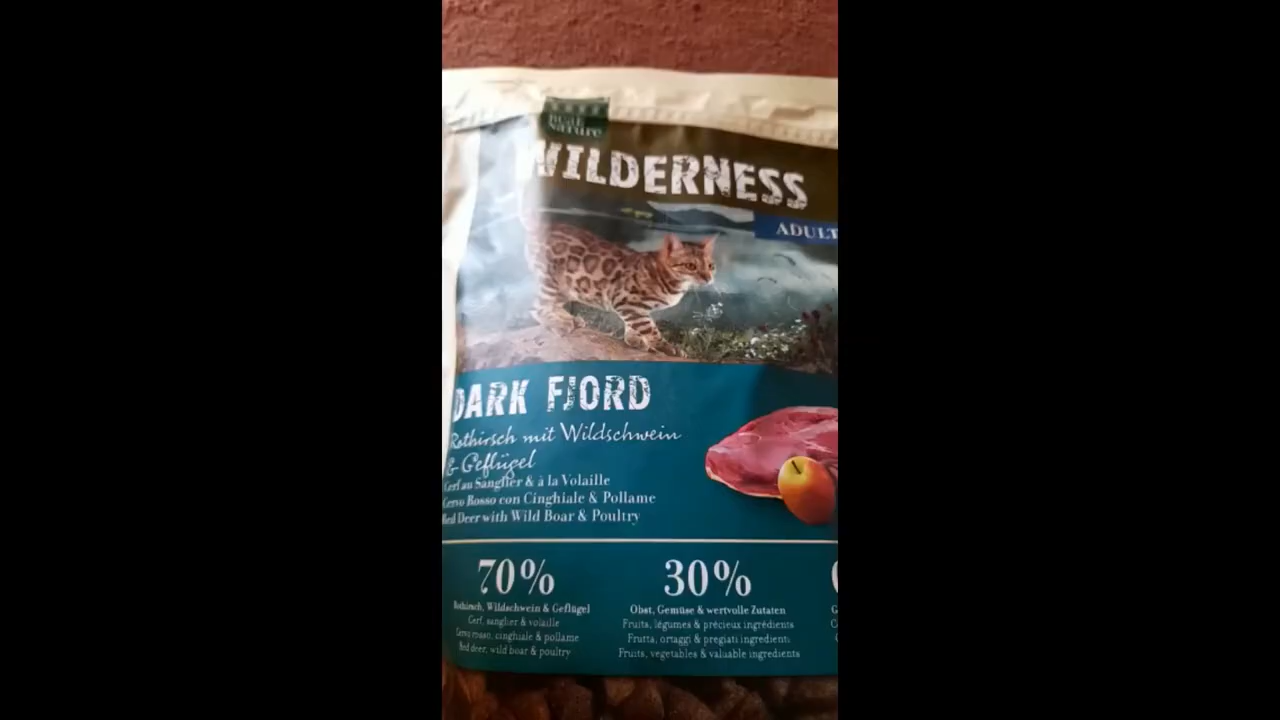 REAL
Nature
WILDERNESS
ADULT
DARK FJORD
Rothirsch mit Wildschwein
& Geflügel
Cerf au Sanglier & à la Volaille
Cervo Rosso con Cinghiale & Pollame
Red Deer with Wild Boar & Poultry
70%
Rothirsch, Wildschwein & Geflügel
Cerf, sanglier & volaille
Cervo rosso, cinghiale & pollame
Red deer, wild boar & poultry
30%
Obst, Gemüse & wertvolle Zutaten
Fruits, légumes & précieux ingrédients
Frutta, ortaggi & pregiati ingredienti
Fruits, vegetables & valuable ingredients